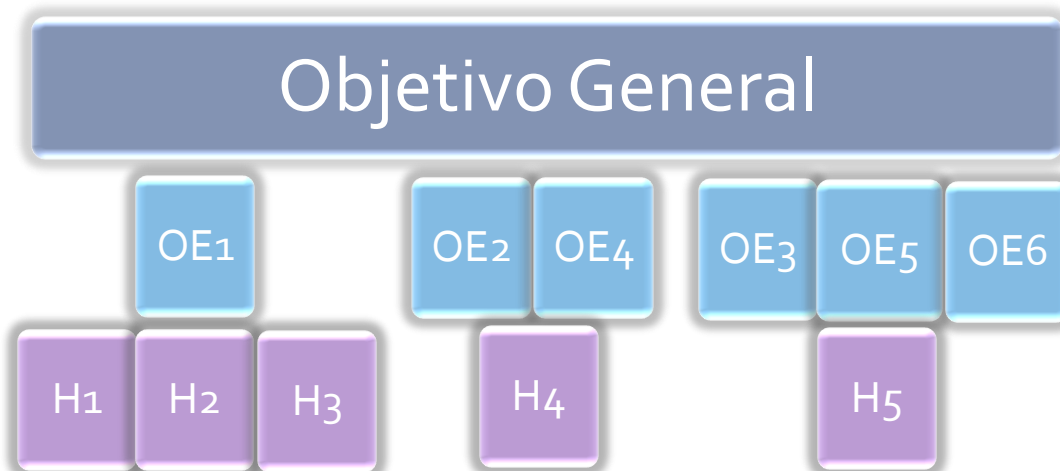 Objetivo General
OE1
OE2
OE4
OE3
OE5
OE6
H1
H2
H3
H4
H5